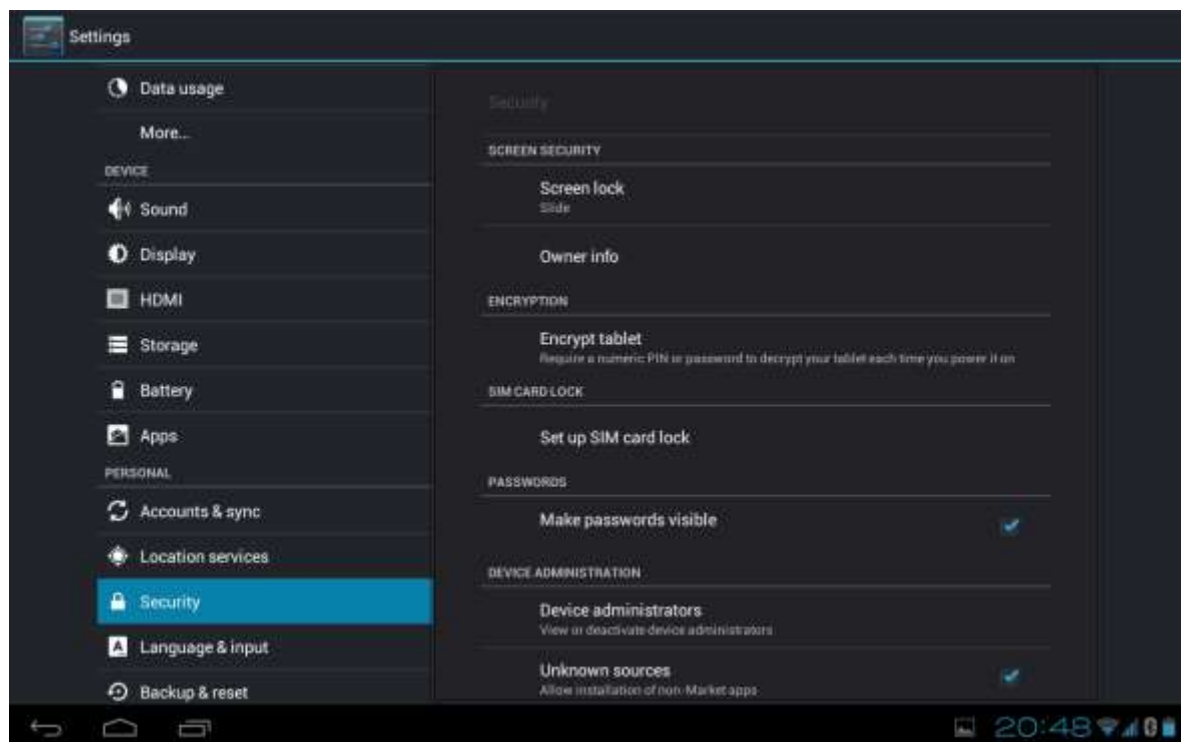 Settings
Data usage
More...
DEVICE
Sound
Display
HDMI
Storage
Battery
Apps
PERSONAL
Accounts & sync
Location services
Security
Language & input
Backup & reset
Security
SCREEN SECURITY
Screen lock
Slide
Owner info
ENCRYPTION
Encrypt tablet
Require a numeric PIN or password to decrypt your tablet each time you power it on
SIM CARD LOCK
Set up SIM card lock
PASSWORDS
Make passwords visible
DEVICE ADMINISTRATION
Device administrators
View or deactivate device administrators
Unknown sources
Allow installation of non-Market apps
20:48